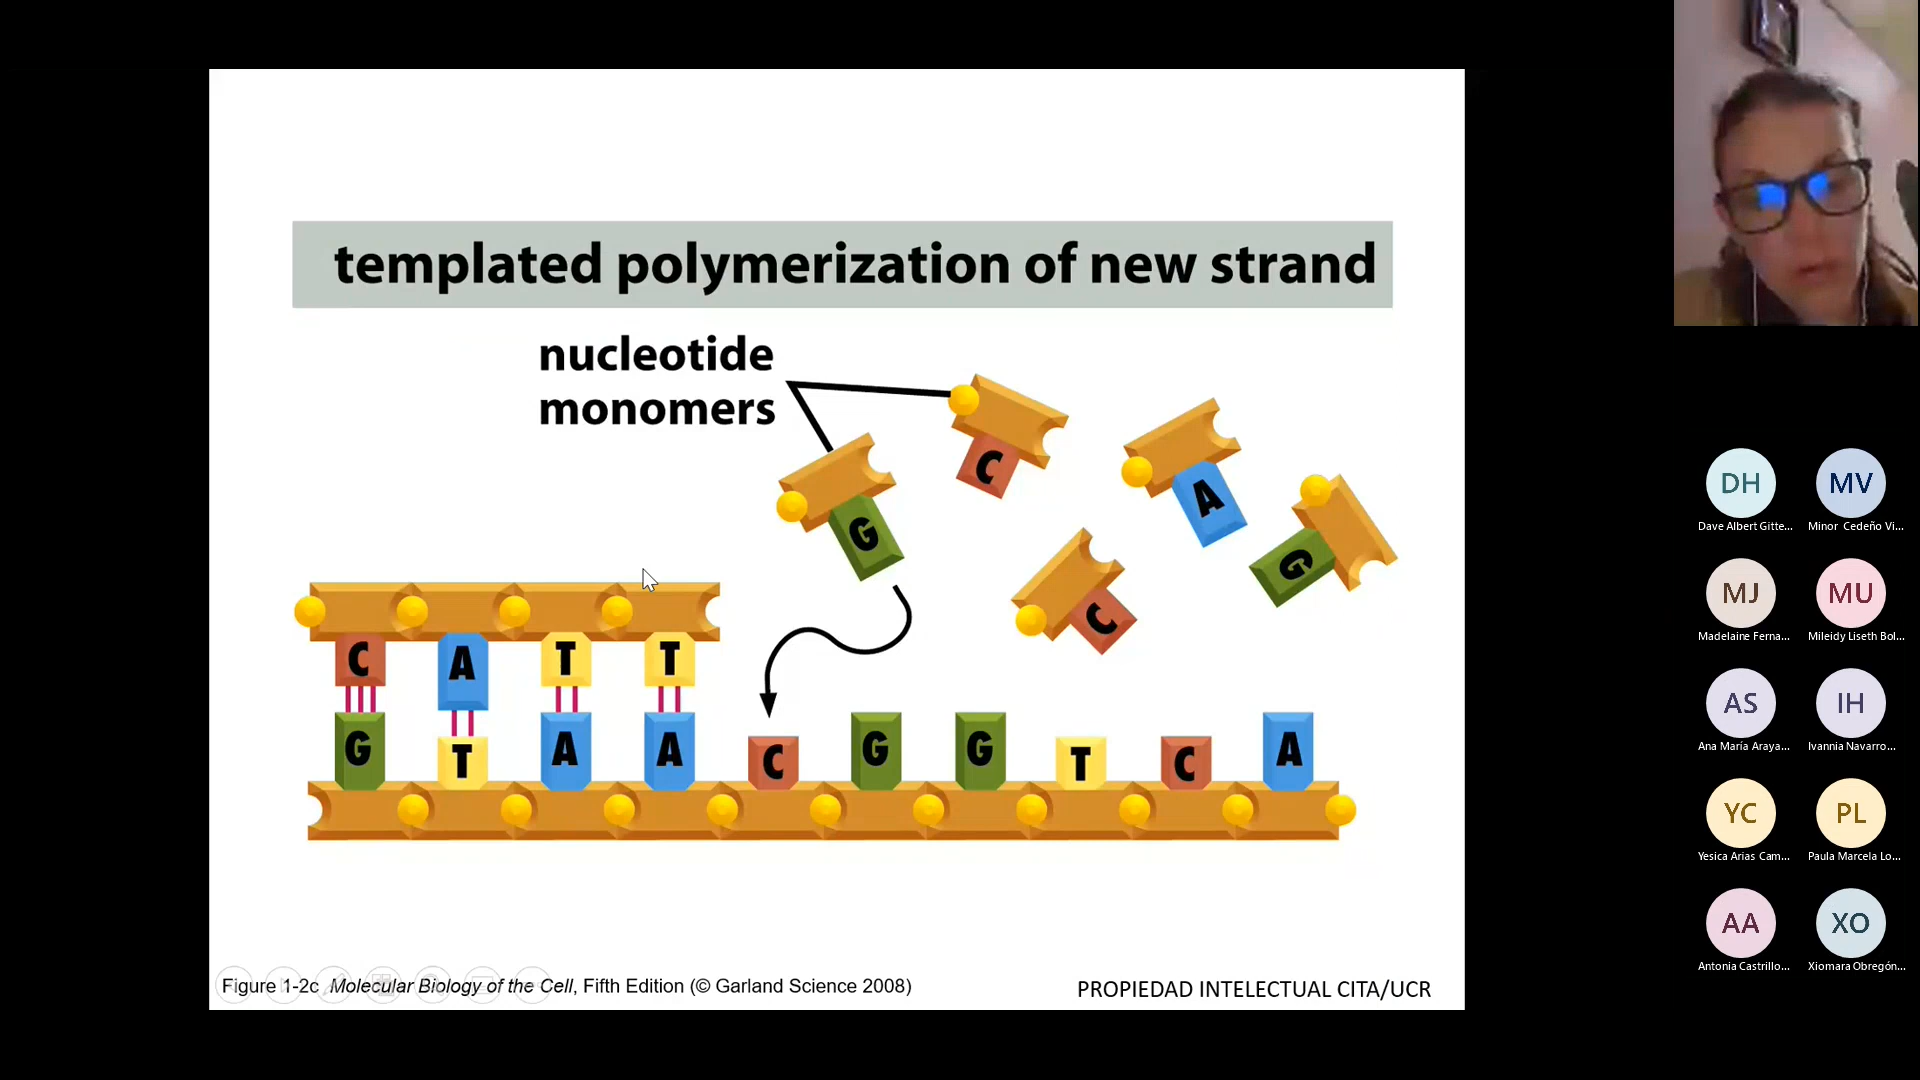 templated polymerization of new strand
nucleotide
monomers
C
A
G
G
C
C A T T
G T A A C G G T C A
Figure 1-2c Molecular Biology of the Cell, Fifth Edition (© Garland Science 2008)
PROPIEDAD INTELECTUAL CITA/UCR
DH MV
Dave Albert Gitte... Minor Cedeño Vi...
MJ MU
Madelaine Ferna... Mileidy Liseth Bol...
AS IH
Ana María Araya... Ivannia Navarro...
YC PL
Yesica Arias Cam... Paula Marcela Lo...
AA XO
Antonia Castrillo... Xiomara Obregón...